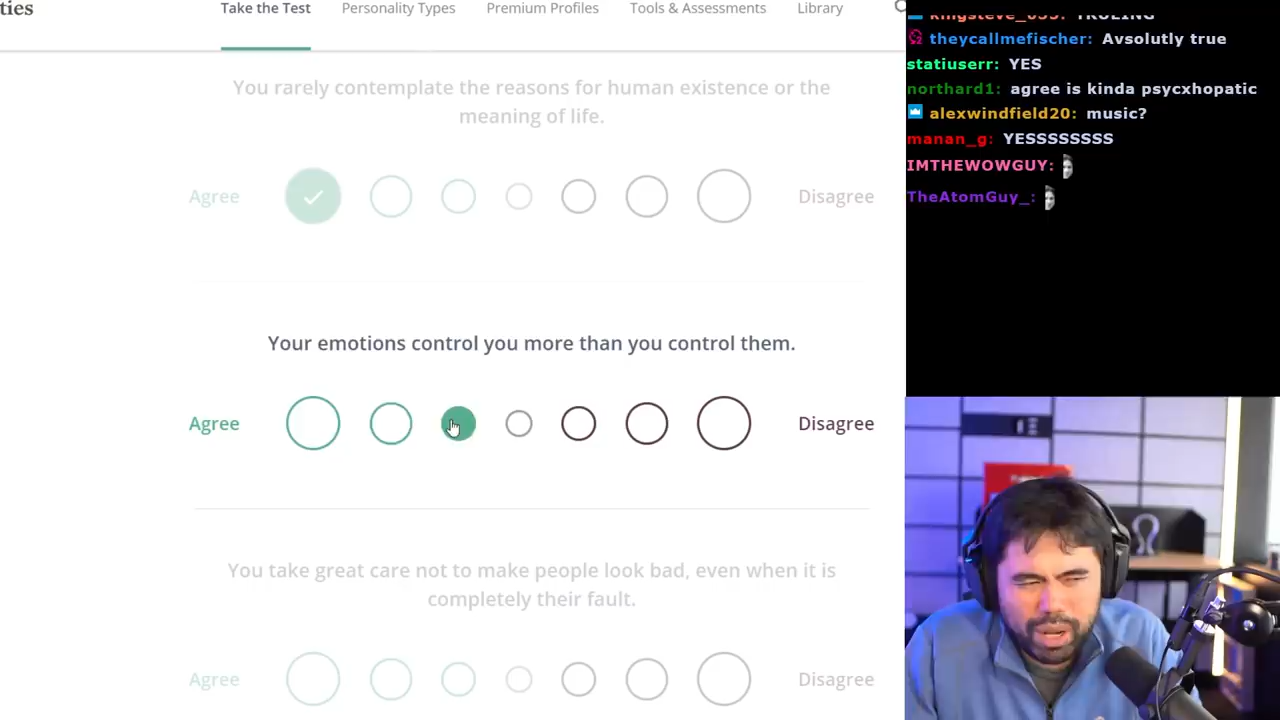 ties
Take the Test
Personality Types
Premium Profiles
Tools & Assessments
Library
You rarely contemplate the reasons for human existence or the
meaning of life.
Agree
Disagree
Your emotions control you more than you control them.
Agree
Disagree
You take great care not to make people look bad, even when it is
completely their fault.
Agree
Disagree
theycallmefischer: Avsolutly true
statiuserr: YES
northard1: agree is kinda psycxhopatic
alexwindfield20: music?
manan_g: YESSSSSSSS
IMTHEWOWGUY:
TheAtomGuy_: